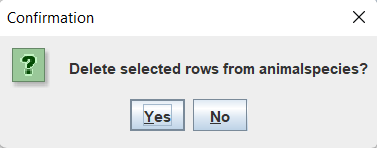 Confirmation
Delete selected rows from animalspecies?
Yes No